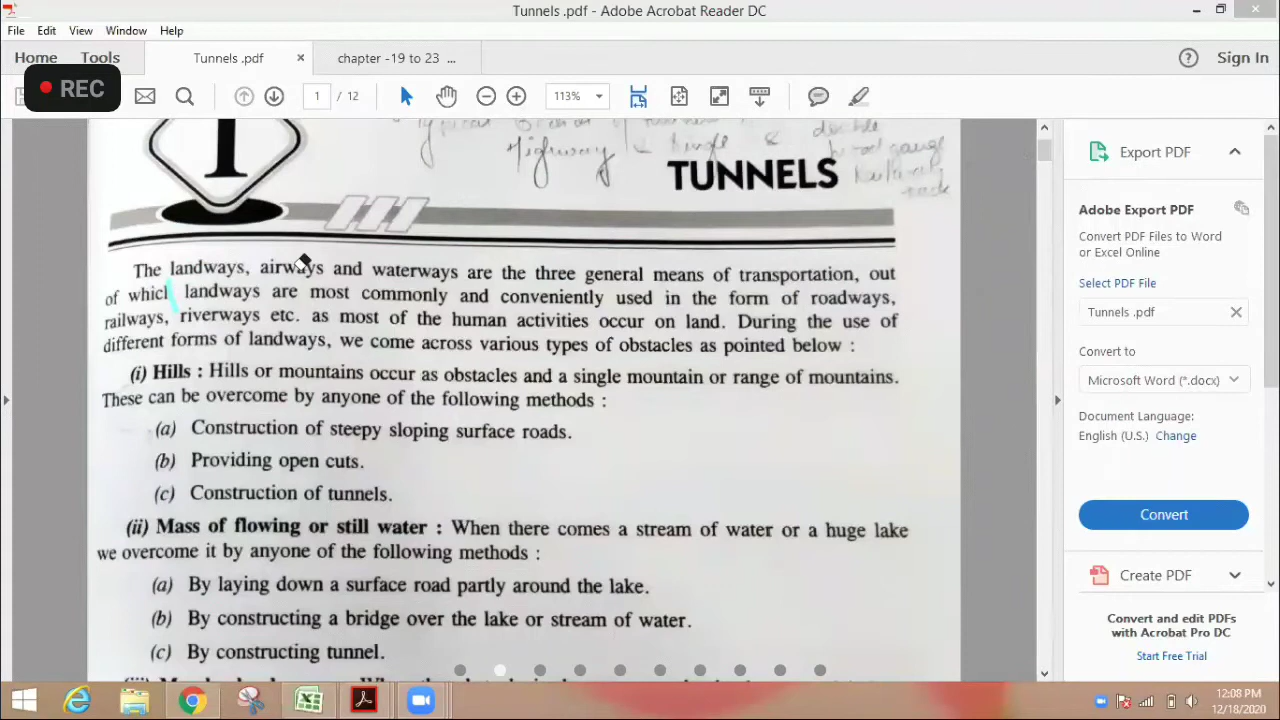 Tunnels .pdf - Adobe Acrobat Reader DC
File Edit View Window Help
Home Tools Tunnels .pdf × chapter -19 to 23 ... Sign In
REC 1 / 12 113%
Highway & single & double
broad gauge
TUNNELS
The landways, airways and waterways are the three general means of transportation, out
of which landways are most commonly and conveniently used in the form of roadways,
railways, riverways etc. as most of the human activities occur on land. During the use of
different forms of landways, we come across various types of obstacles as pointed below :
(i) Hills : Hills or mountains occur as obstacles and a single mountain or range of mountains.
These can be overcome by anyone of the following methods :
(a) Construction of steepy sloping surface roads.
(b) Providing open cuts.
(c) Construction of tunnels.
(ii) Mass of flowing or still water : When there comes a stream of water or a huge lake
we overcome it by anyone of the following methods :
(a) By laying down a surface road partly around the lake.
(b) By constructing a bridge over the lake or stream of water.
(c) By constructing tunnel.
Export PDF
Adobe Export PDF
Convert PDF Files to Word
or Excel Online
Select PDF File
Tunnels .pdf
Convert to
Microsoft Word (*.docx)
Document Language:
English (U.S.) Change
Convert
Create PDF
Convert and edit PDFs
with Acrobat Pro DC
Start Free Trial
12:08 PM
12/18/2020